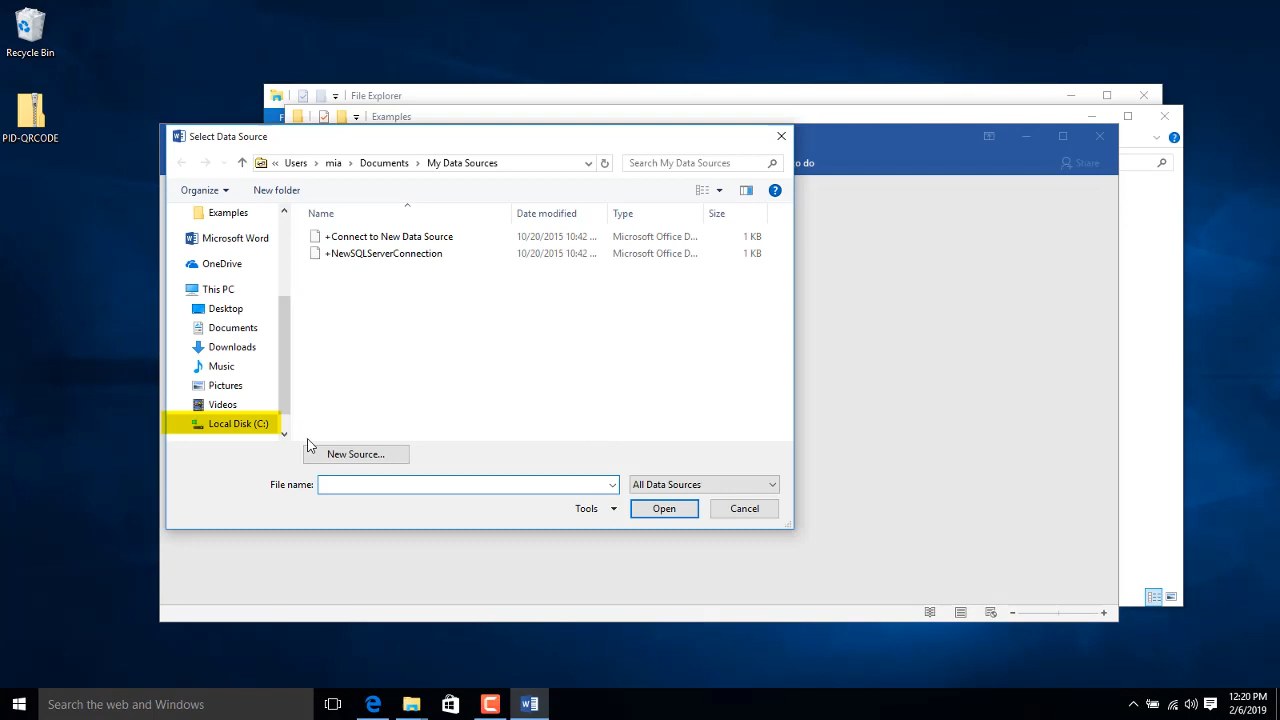 Recycle Bin
PID-QRCODE
File Explorer
F Examples
Select Data Source
o do
Share
« Users › mia › Documents › My Data Sources
Search My Data Sources
Organize New folder
Name Date modified Type Size
+Connect to New Data Source 10/20/2015 10:42 ... Microsoft Office D... 1 KB
+NewSQLServerConnection 10/20/2015 10:42 ... Microsoft Office D... 1 KB
Examples
Microsoft Word
OneDrive
This PC
Desktop
Documents
Downloads
Music
Pictures
Videos
Local Disk (C:)
New Source...
File name: All Data Sources
Tools Open Cancel
Search the web and Windows
12:20 PM
2/6/2019